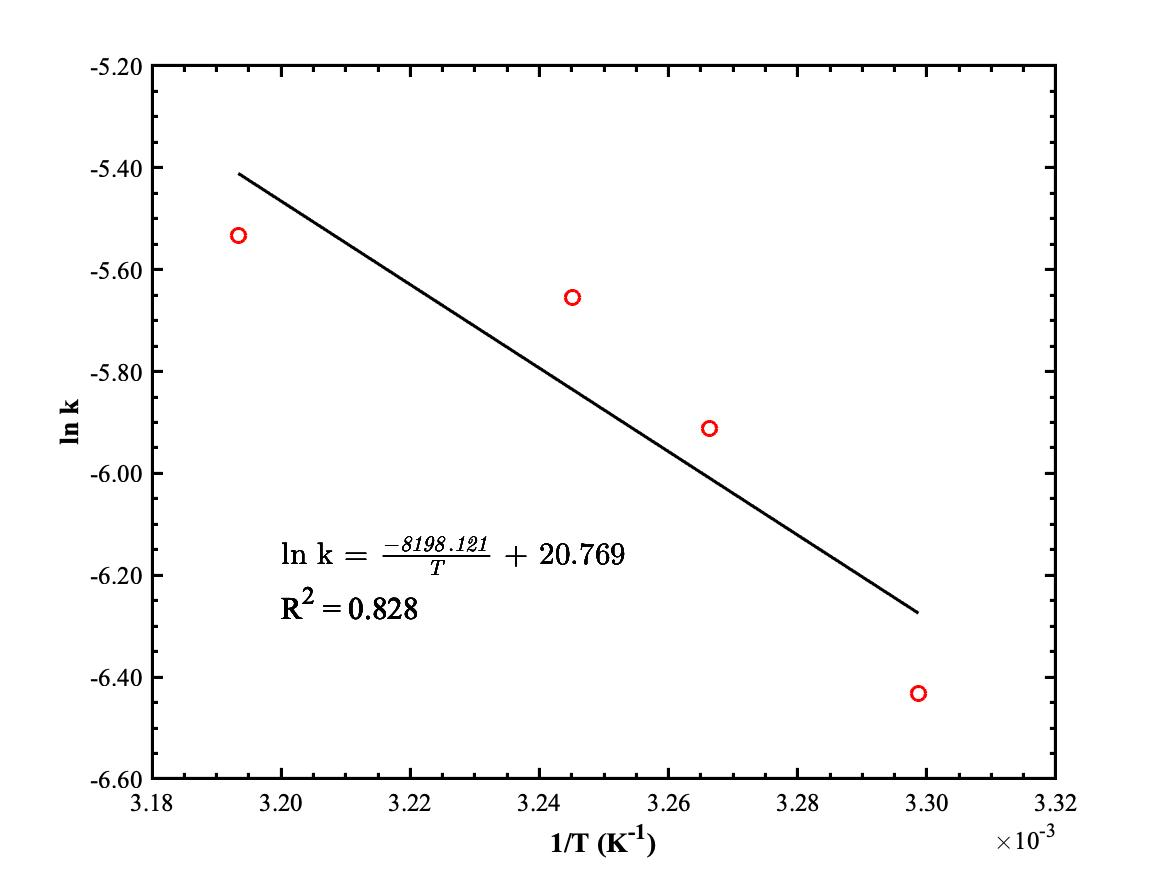 -5.20
-5.40
-5.60
-5.80
-6.00
-6.20
-6.40
-6.60
ln k
ln k = −8198.121/T + 20.769
R² = 0.828
3.18 3.20 3.22 3.24 3.26 3.28 3.30 3.32
1/T (K⁻¹)
×10⁻³